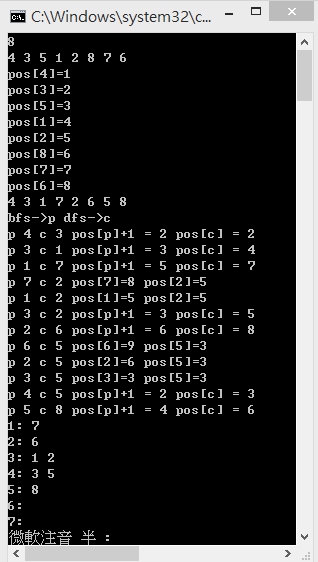 C:\Windows\system32\c...
8
4 3 5 1 2 8 7 6
pos[4]=1
pos[3]=2
pos[5]=3
pos[1]=4
pos[2]=5
pos[8]=6
pos[7]=7
pos[6]=8
4 3 1 7 2 6 5 8
bfs->p dfs->c
p 4 c 3 pos[p]+1 = 2 pos[c] = 2
p 3 c 1 pos[p]+1 = 3 pos[c] = 4
p 1 c 7 pos[p]+1 = 5 pos[c] = 7
p 7 c 2 pos[7]=8 pos[2]=5
p 1 c 2 pos[1]=5 pos[2]=5
p 3 c 2 pos[p]+1 = 3 pos[c] = 5
p 2 c 6 pos[p]+1 = 6 pos[c] = 8
p 6 c 5 pos[6]=9 pos[5]=3
p 2 c 5 pos[2]=6 pos[5]=3
p 3 c 5 pos[3]=3 pos[5]=3
p 4 c 5 pos[p]+1 = 2 pos[c] = 3
p 5 c 8 pos[p]+1 = 4 pos[c] = 6
1: 7
2: 6
3: 1 2
4: 3 5
5: 8
6:
7:
微軟注音 半 :